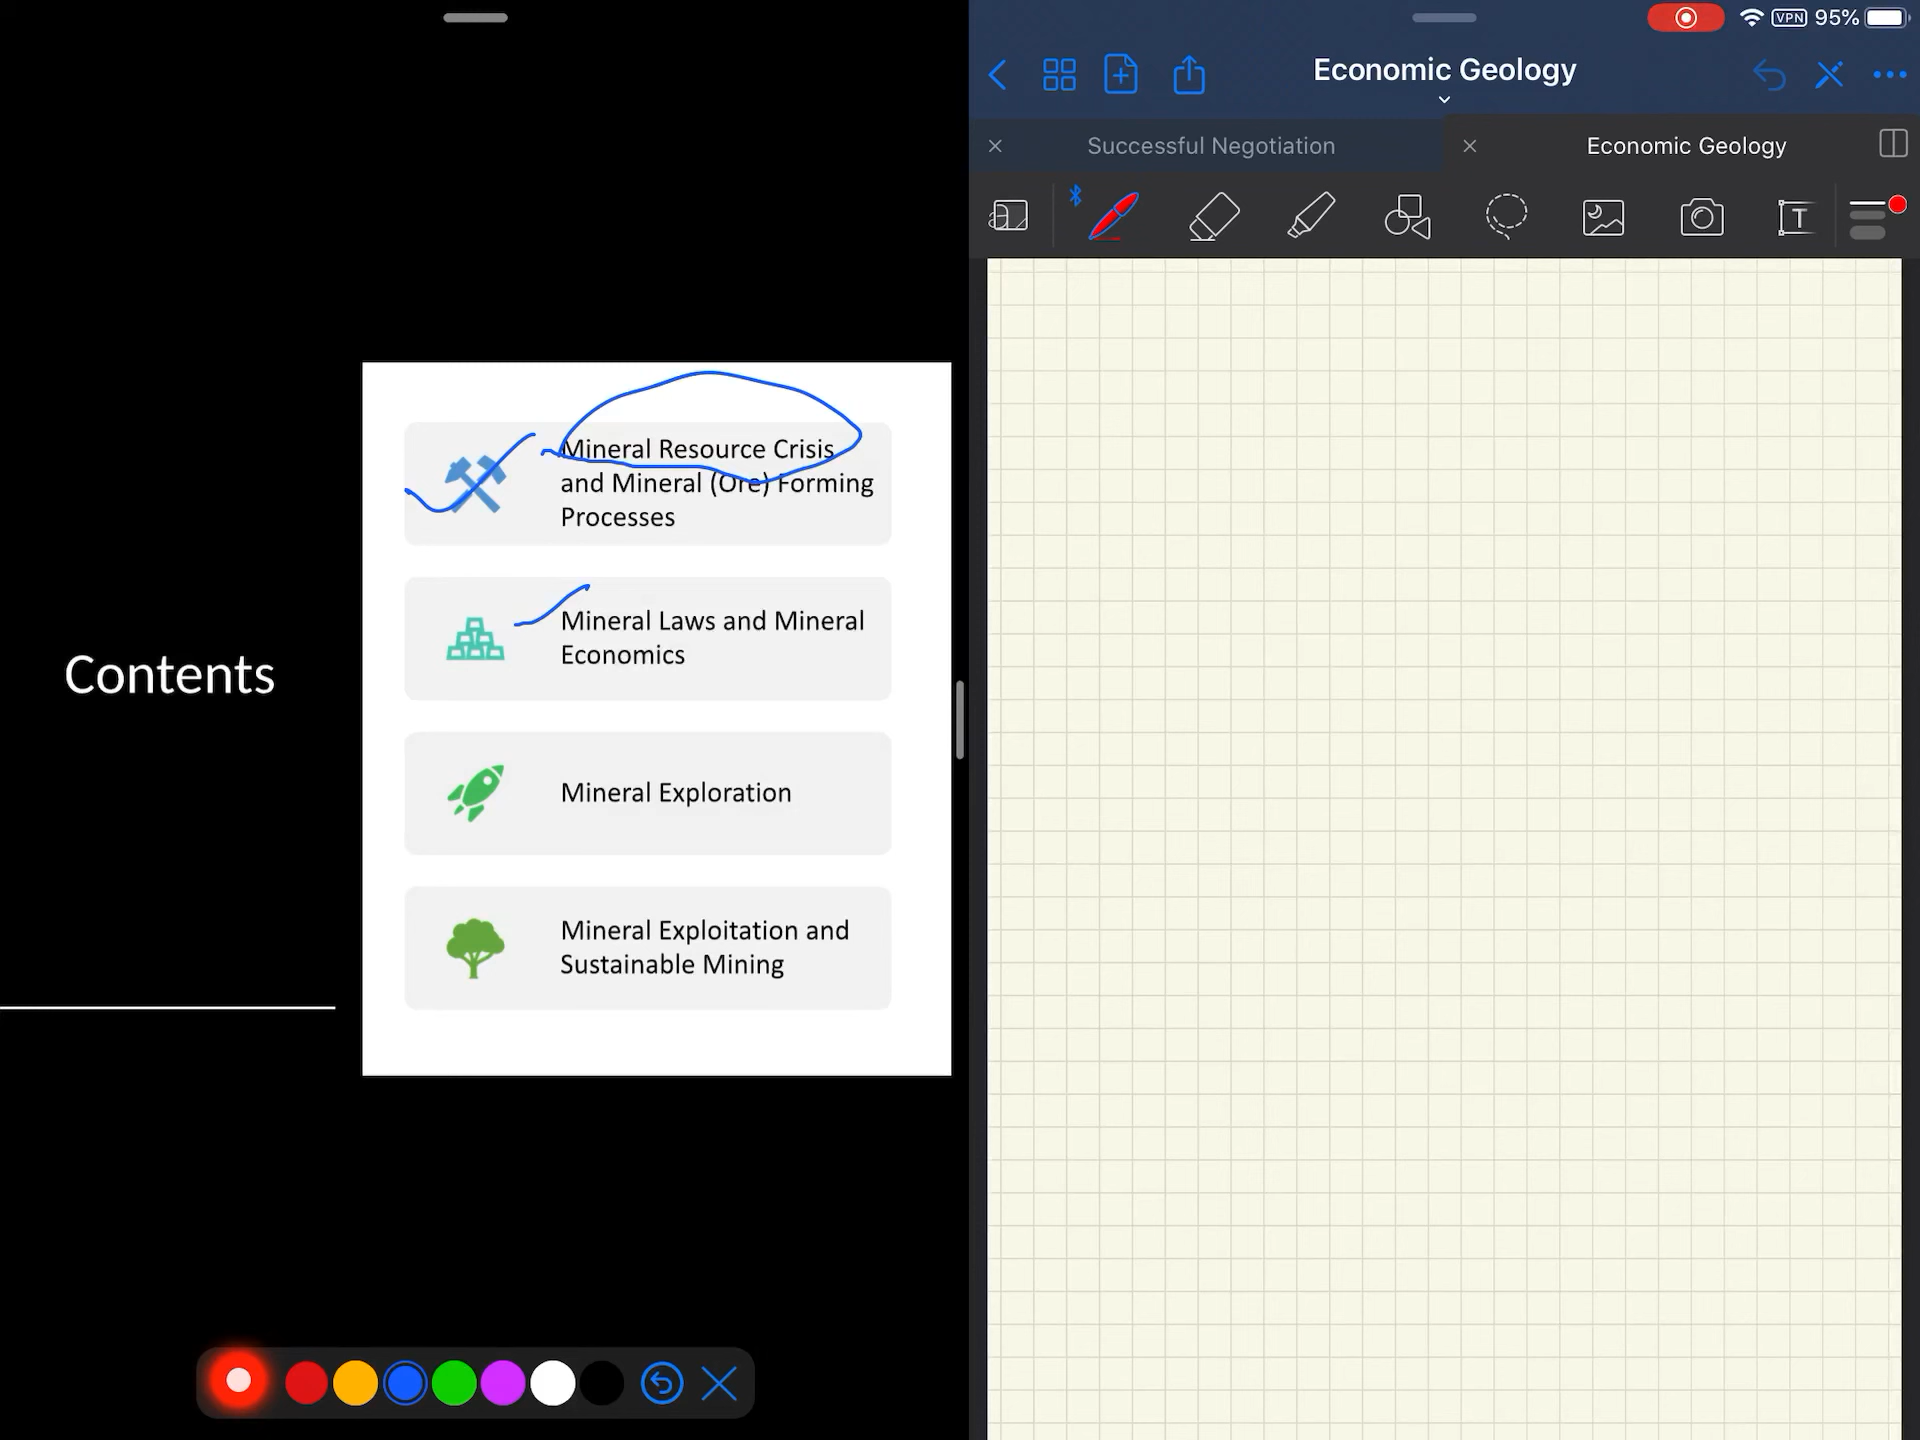 Contents
Mineral Resource Crisis
and Mineral (Ore) Forming
Processes
Mineral Laws and Mineral
Economics
Mineral Exploration
Mineral Exploitation and
Sustainable Mining
VPN 95%
Economic Geology
Successful Negotiation
Economic Geology
a
T